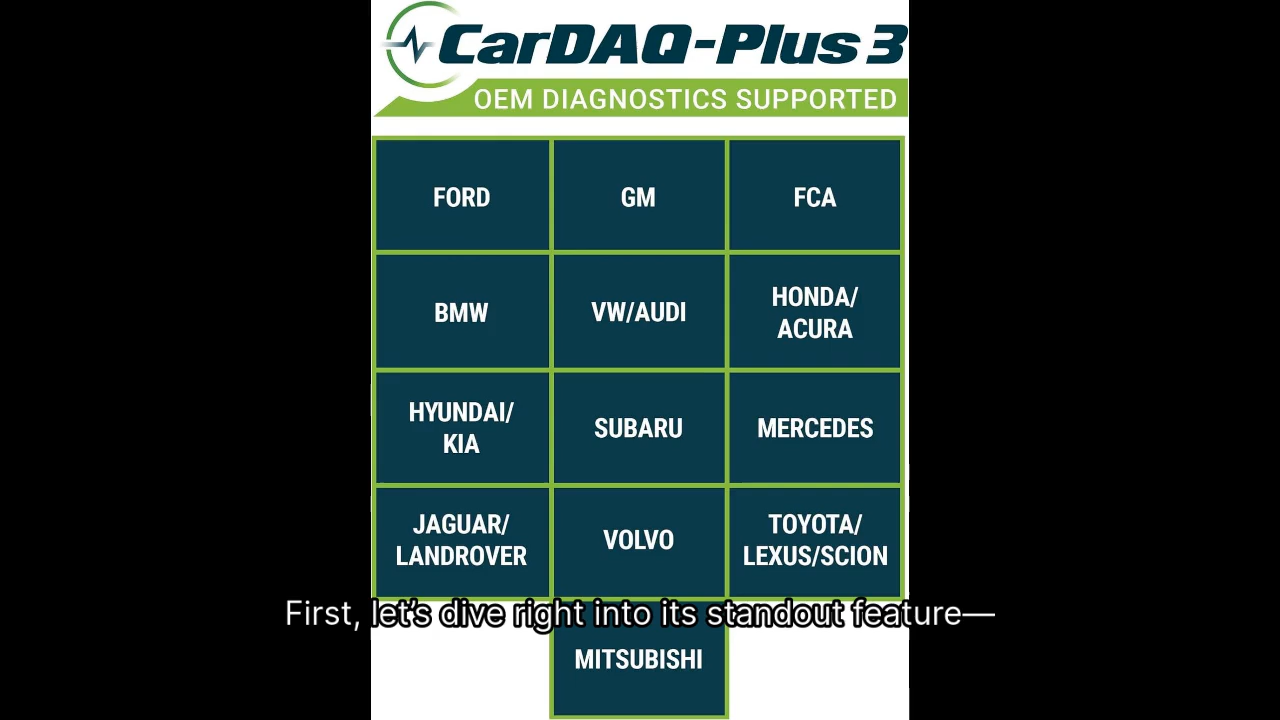 CarDAQ-Plus 3
OEM DIAGNOSTICS SUPPORTED
FORD
GM
FCA
BMW
VW/AUDI
HONDA/
ACURA
HYUNDAI/
KIA
SUBARU
MERCEDES
JAGUAR/
LANDROVER
VOLVO
TOYOTA/
LEXUS/SCION
First, let's dive right into its standout feature—
MITSUBISHI